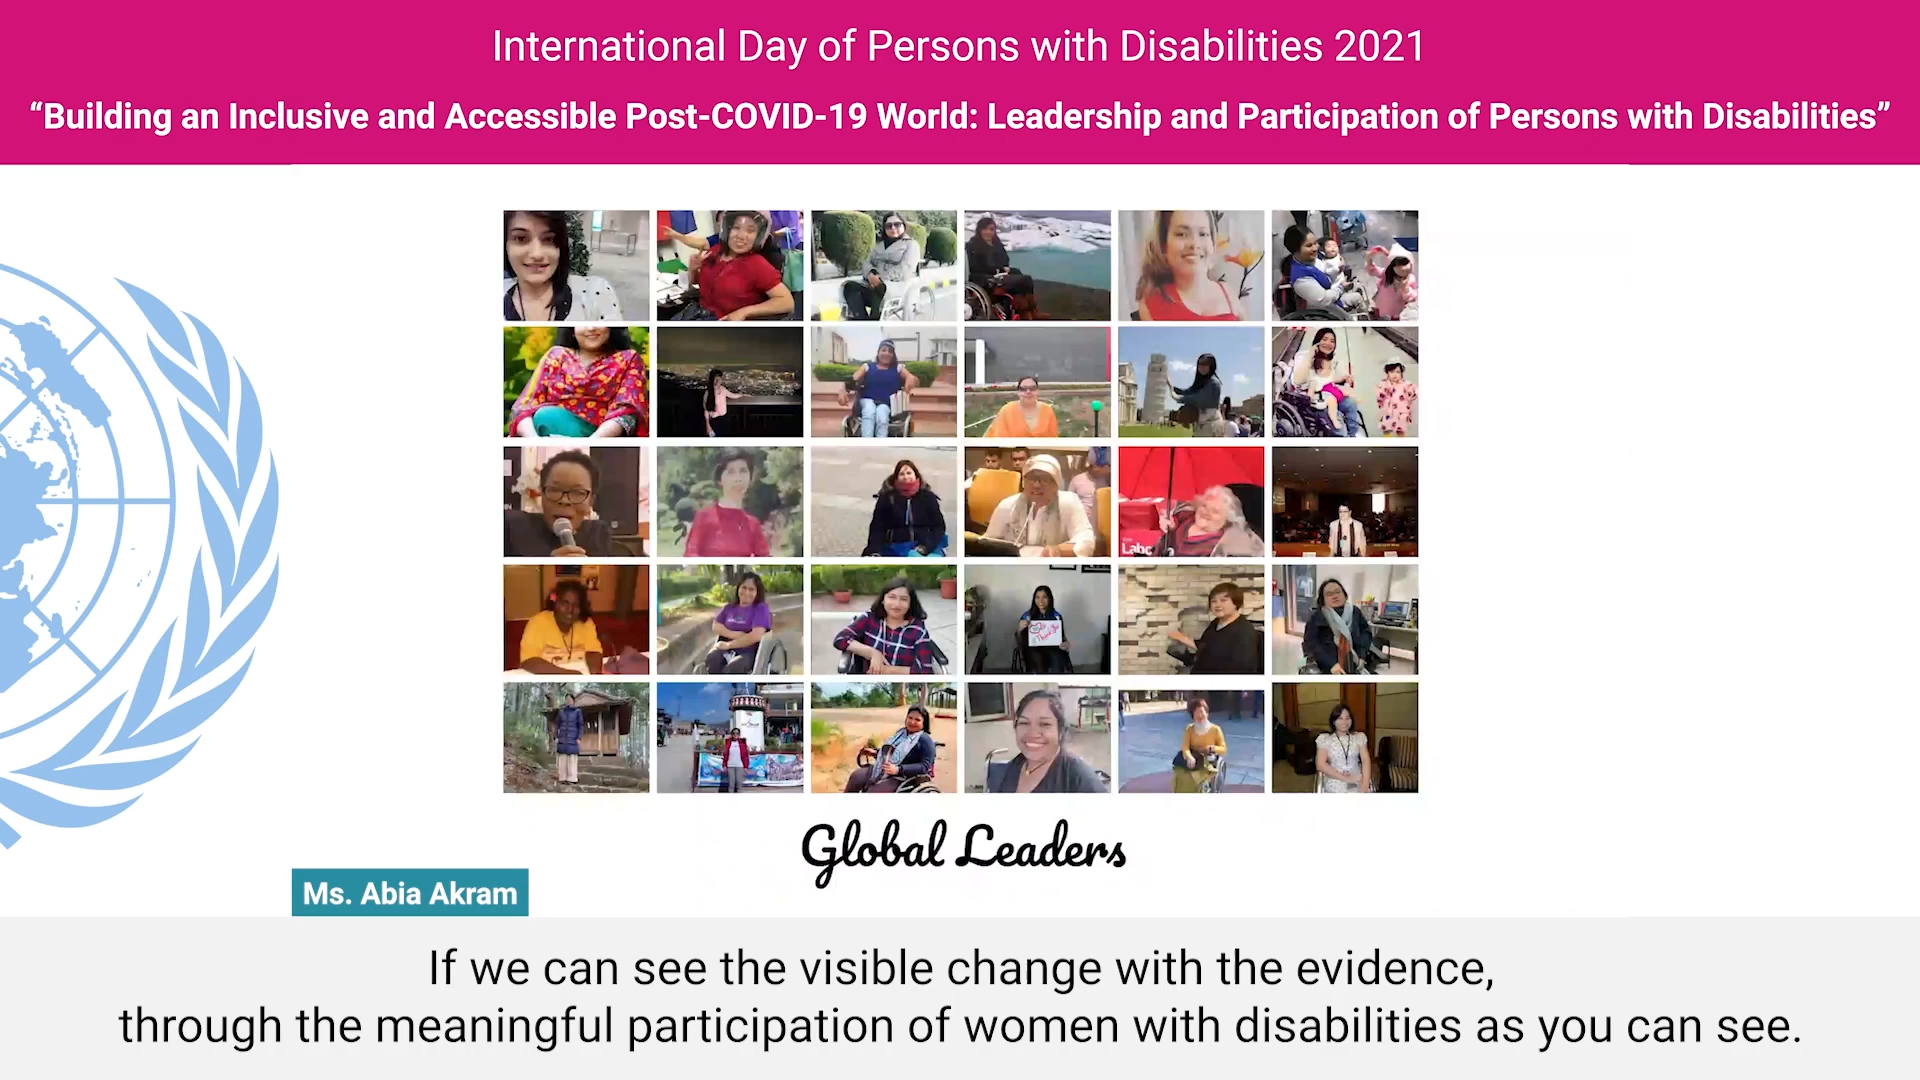 International Day of Persons with Disabilities 2021
“Building an Inclusive and Accessible Post-COVID-19 World: Leadership and Participation of Persons with Disabilities”
Labo
Global Leaders
Ms. Abia Akram
If we can see the visible change with the evidence,
through the meaningful participation of women with disabilities as you can see.